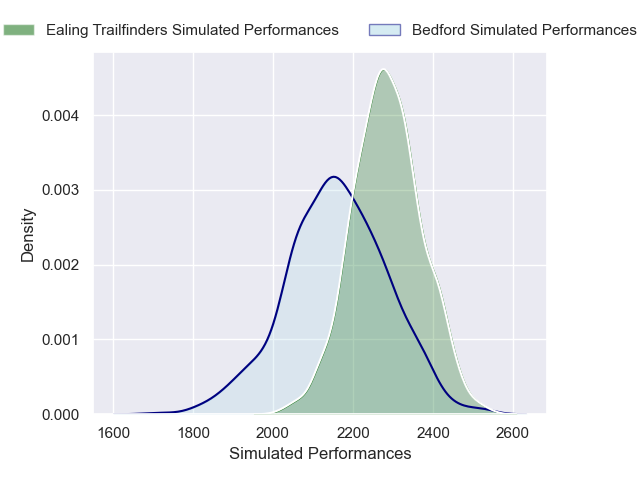 Ealing Trailfinders Simulated Performances
Bedford Simulated Performances
Density
0.004
0.003
0.002
0.001
0.000
1600 1800 2000 2200 2400 2600
Simulated Performances